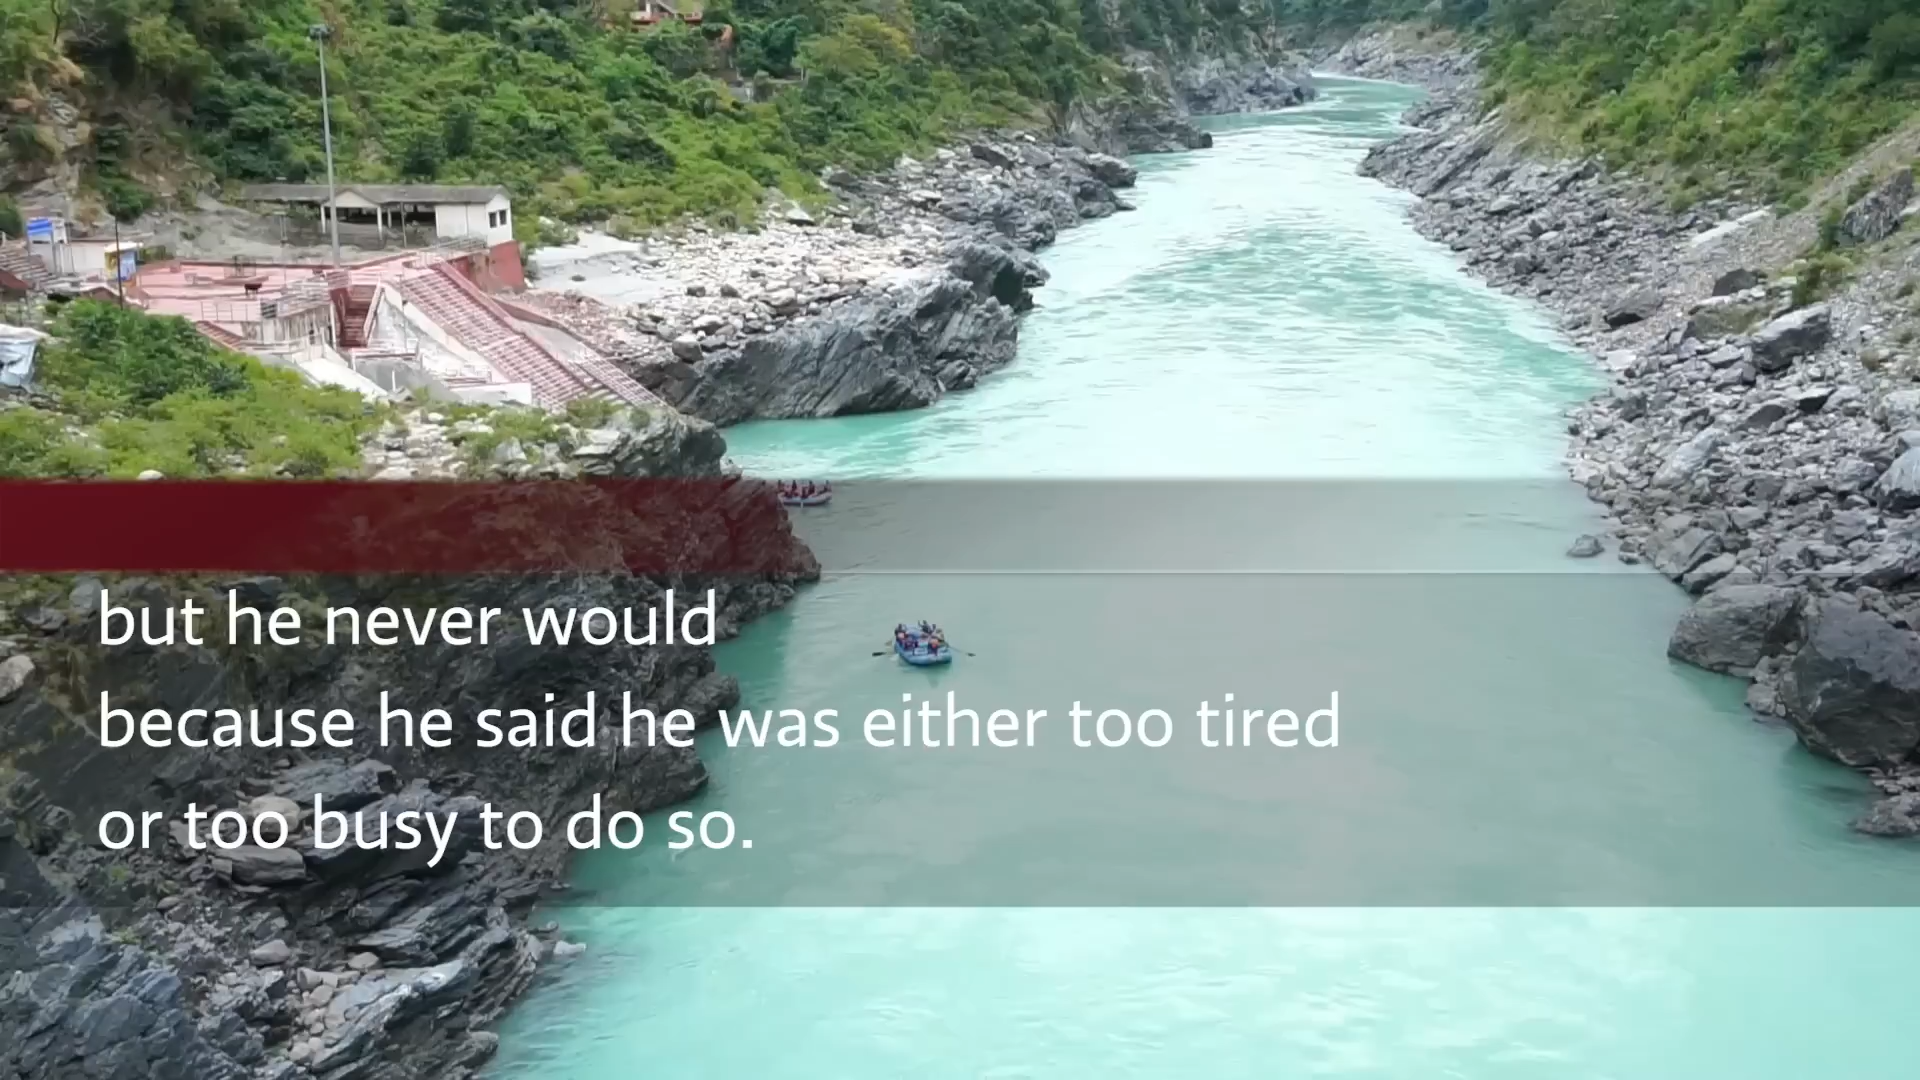 but he never would
because he said he was either too tired
or too busy to do so.